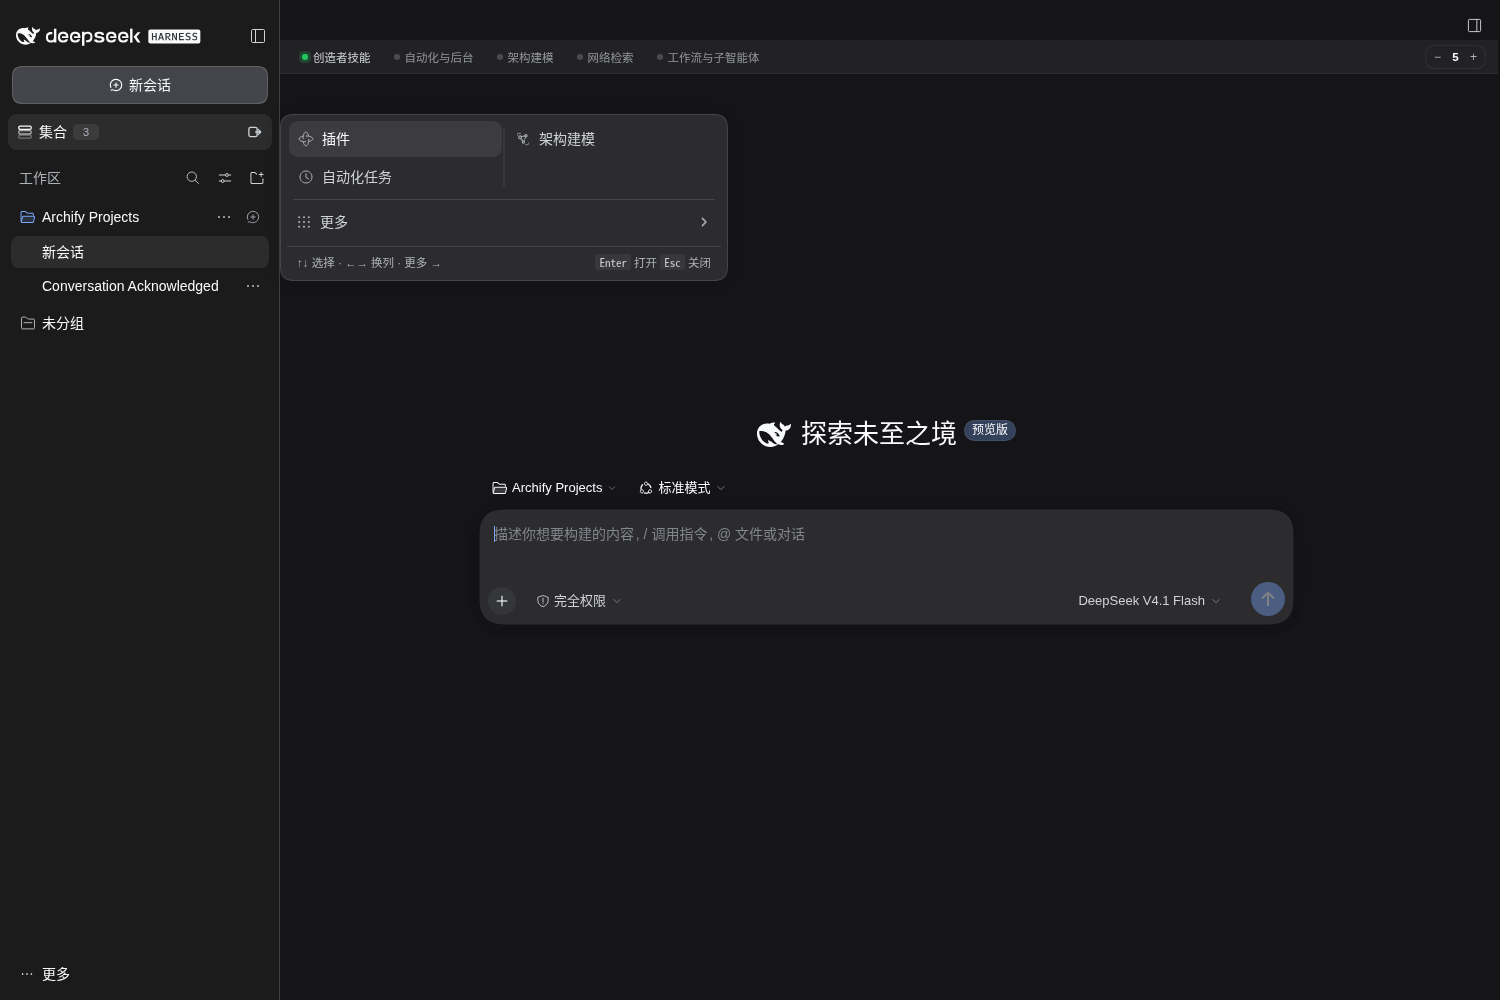 deepseek HARNESS
新会话
集合 3
工作区
Archify Projects
新会话
Conversation Acknowledged
未分组
更多
创造者技能 自动化与后台 架构建模 网络检索 工作流与子智能体 − 5 +
插件 架构建模
自动化任务
更多
↑↓ 选择 · ←→ 换列 · 更多 → Enter 打开 Esc 关闭
探索未至之境 预览版
Archify Projects 标准模式
描述你想要构建的内容, / 调用指令, @ 文件或对话
完全权限 DeepSeek V4.1 Flash